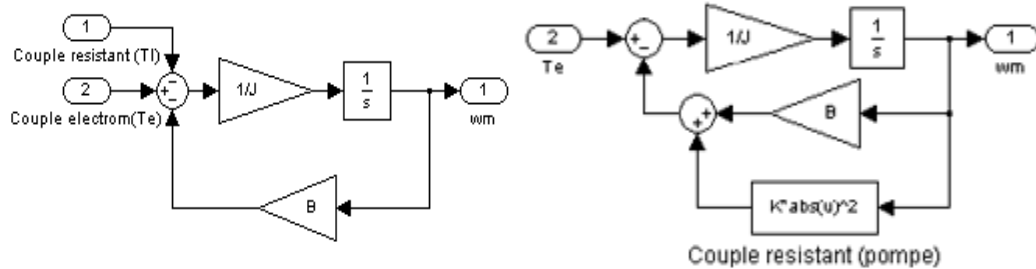 1
Couple resistant (Tl)
2
Couple electrom(Te)
1/J
1
s
1
wm
B
2
Te
1/J
1
s
1
wm
B
K*abs(u)^2
Couple resistant (pompe)